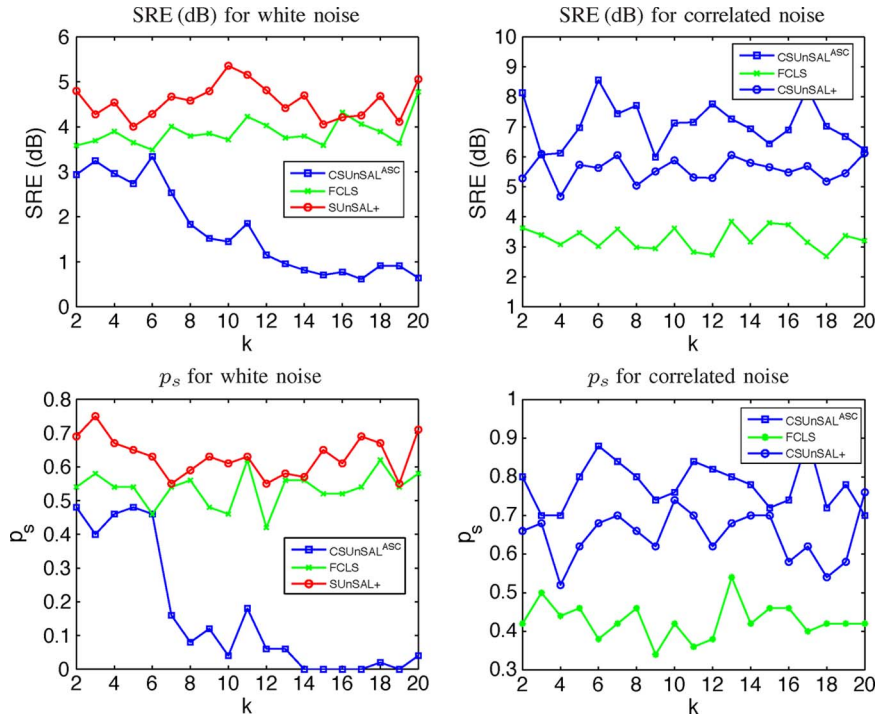 SRE (dB) for white noise
SRE (dB)
6
5
4
3
2
1
0
CSUnSAL^ASC
FCLS
SUnSAL+
2 4 6 8 10 12 14 16 18 20
k
SRE (dB) for correlated noise
SRE (dB)
10
9
8
7
6
5
4
3
2
1
CSUnSAL^ASC
FCLS
CSUnSAL+
2 4 6 8 10 12 14 16 18 20
k
p_s for white noise
p_s
0.8
0.7
0.6
0.5
0.4
0.3
0.2
0.1
0
CSUnSAL^ASC
FCLS
SUnSAL+
2 4 6 8 10 12 14 16 18 20
k
p_s for correlated noise
p_s
1
0.9
0.8
0.7
0.6
0.5
0.4
0.3
CSUnSAL^ASC
FCLS
CSUnSAL+
2 4 6 8 10 12 14 16 18 20
k